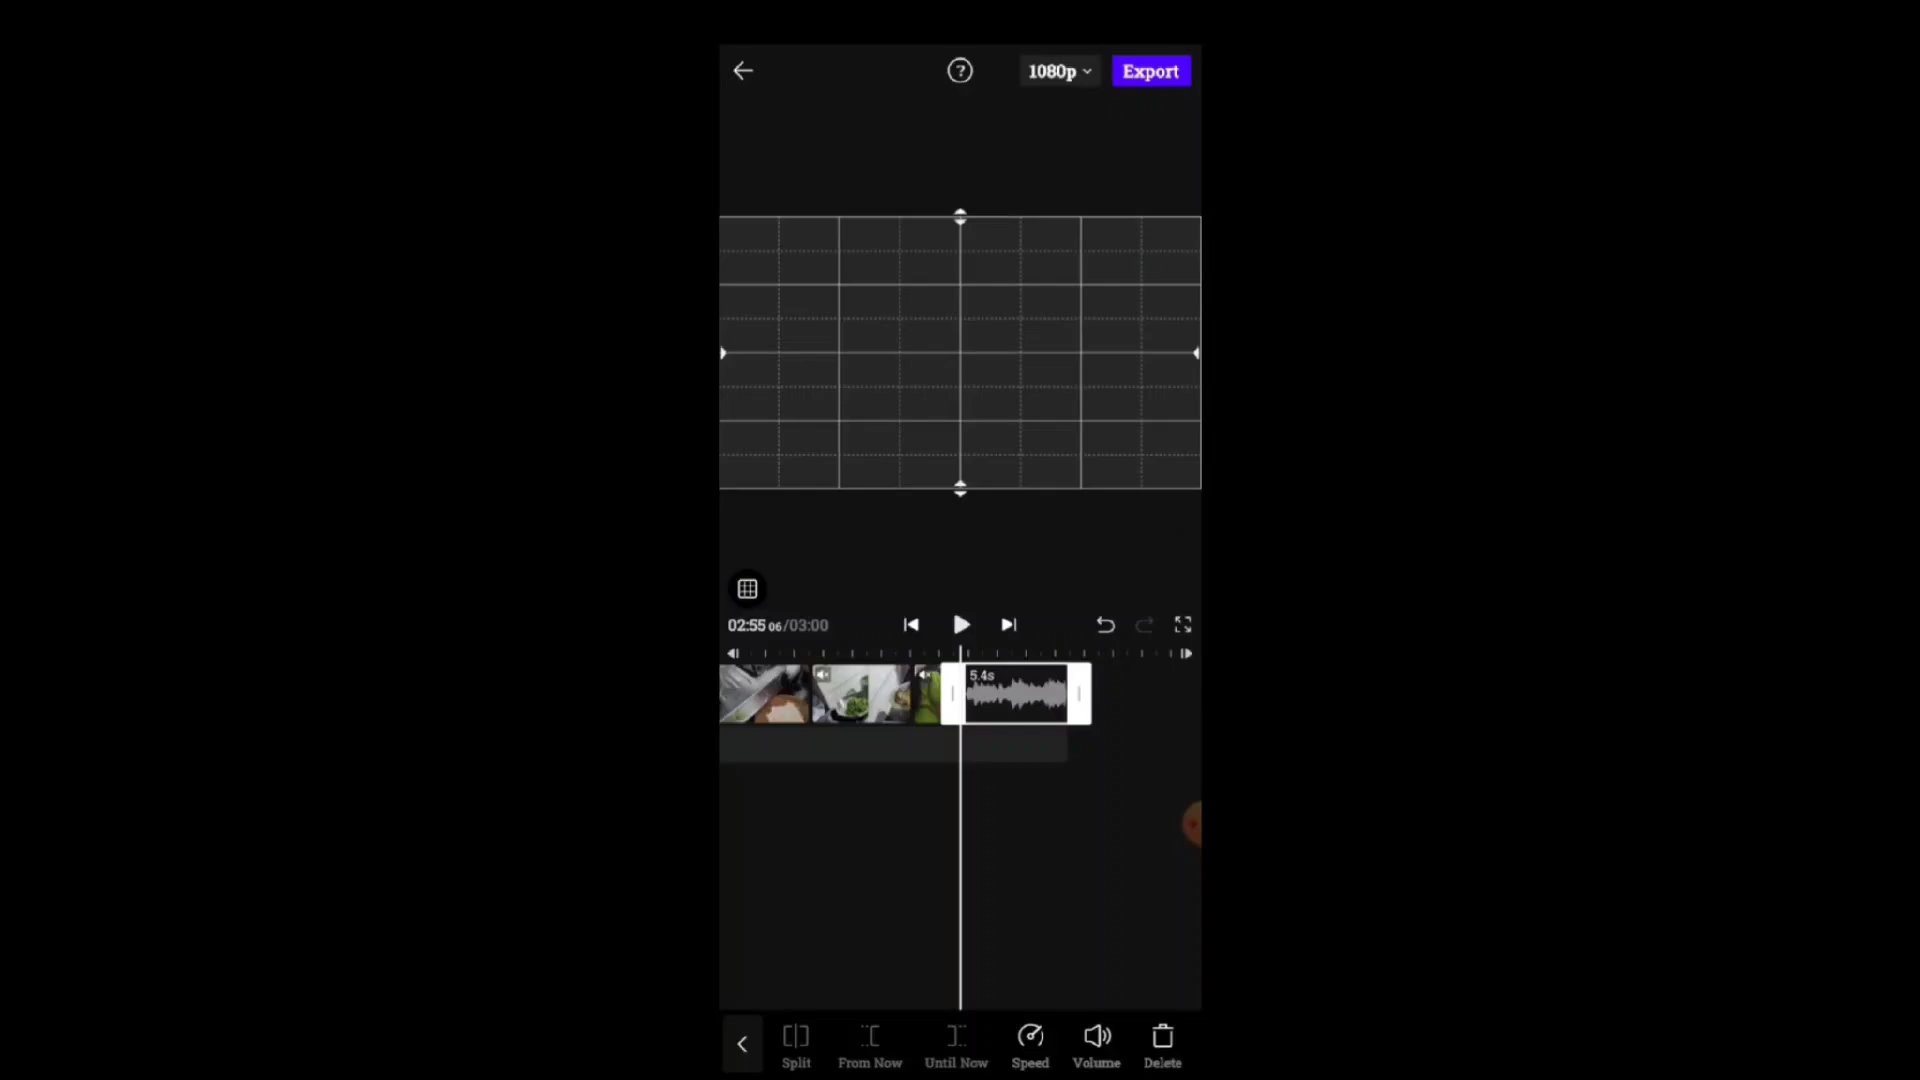 ?
1080p
Export
02:55 06/03:00
5.4s
Split
From Now
Until Now
Speed
Volume
Delete